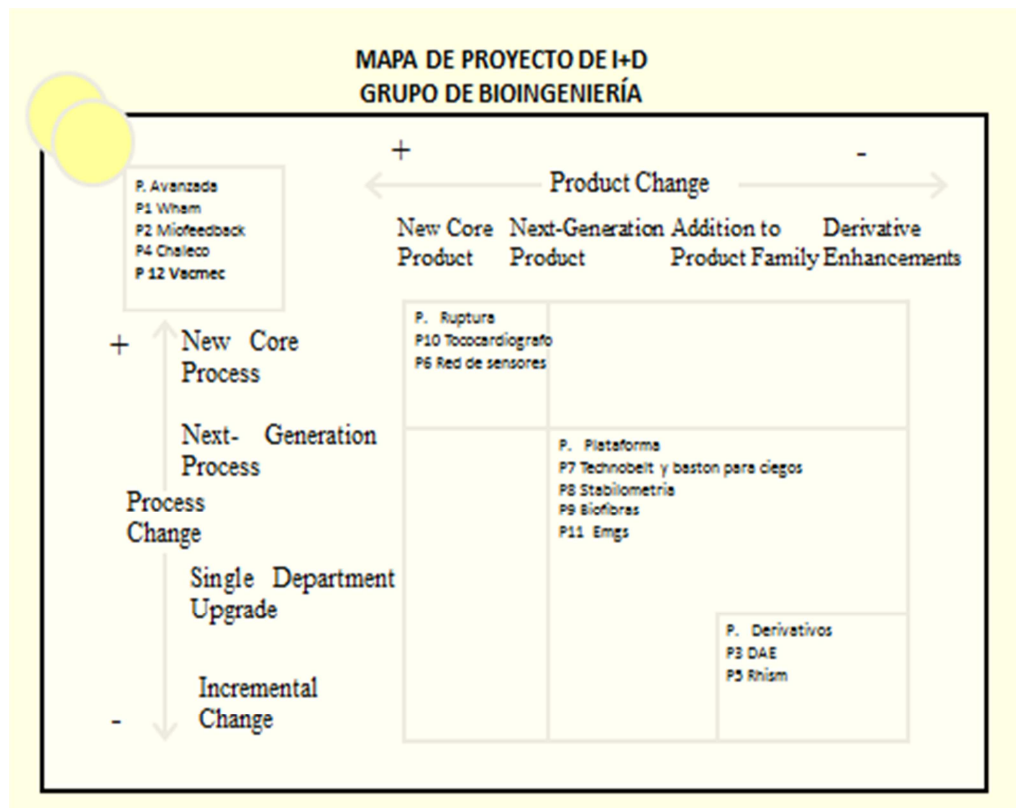 MAPA DE PROYECTO DE I+D
GRUPO DE BIOINGENIERÍA
+
-
Product Change
P. Avanzada
P1 Wham
P2 Miofeedback
P4 Chaleco
P 12 Vacmec
New Core Product
Next-Generation Product
Addition to Product Family
Derivative Enhancements
+
New Core
Process
P. Ruptura
P10 Tococardiografo
P6 Red de sensores
Next- Generation
Process
P. Plataforma
P7 Technobelt y baston para ciegos
P8 Stabilometria
P9 Biofibras
P11 Emgs
Process
Change
Single Department
Upgrade
P. Derivativos
P3 DAE
P5 Rhism
Incremental
Change
-